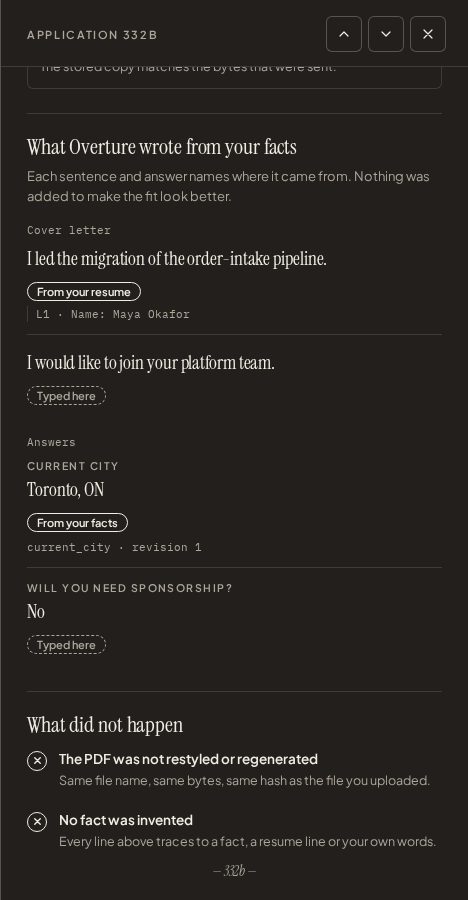 APPLICATION 332B
The stored copy matches the bytes that were sent.
What Overture wrote from your facts
Each sentence and answer names where it came from. Nothing was
added to make the fit look better.
Cover letter
I led the migration of the order-intake pipeline.
From your resume
L1 · Name: Maya Okafor
I would like to join your platform team.
Typed here
Answers
CURRENT CITY
Toronto, ON
From your facts
current_city · revision 1
WILL YOU NEED SPONSORSHIP?
No
Typed here
What did not happen
The PDF was not restyled or regenerated
Same file name, same bytes, same hash as the file you uploaded.
No fact was invented
Every line above traces to a fact, a resume line or your own words.
— 332b —